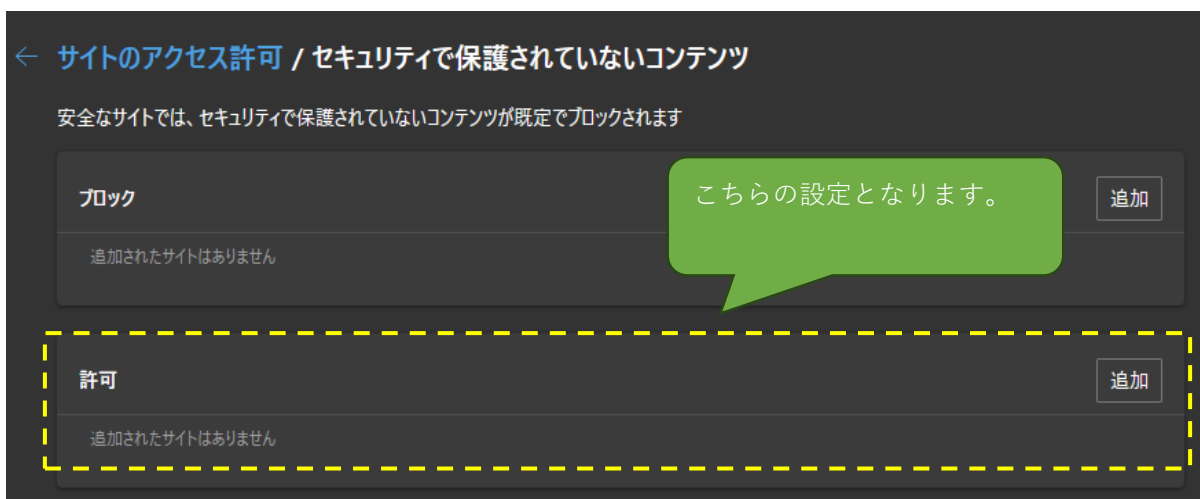 ← サイトのアクセス許可 / セキュリティで保護されていないコンテンツ
安全なサイトでは、セキュリティで保護されていないコンテンツが既定でブロックされます
ブロック
こちらの設定となります。
追加
追加されたサイトはありません
許可
追加
追加されたサイトはありません